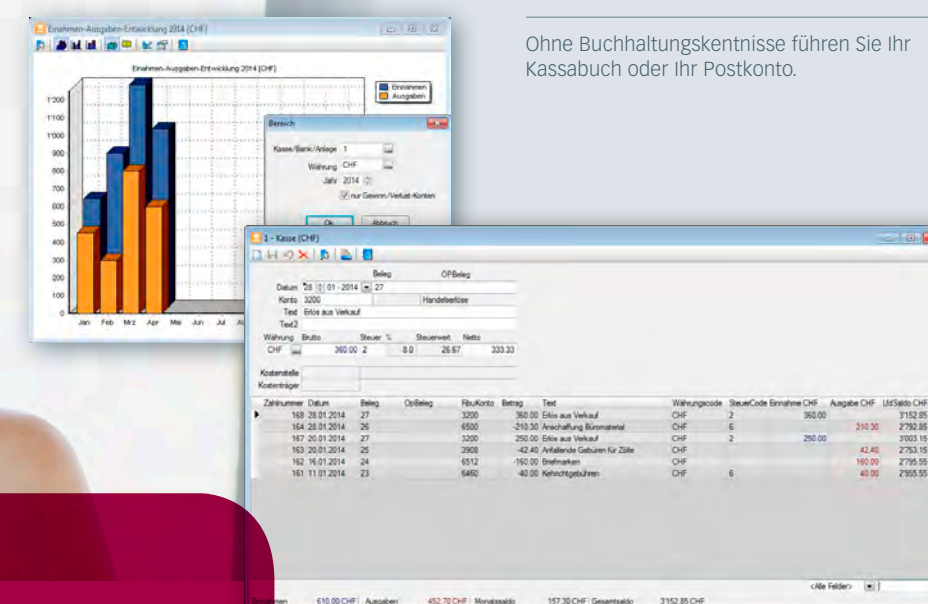 Einnahmen-Ausgaben-Entwicklung 2014 (CHF)
Ohne Buchhaltungskentnisse führen Sie Ihr
Kassabuch oder Ihr Postkonto.
Einahmen-Ausgaben-Entwicklung 2014 [CHF]
Einnahmen
Ausgaben
1'200
1'100
1'000
900
800
700
600
500
400
300
200
100
0
Jan Feb Mrz Apr Mai Jun Jul
Bereich
Kasse/Bank/Anlage 1
Währung CHF
Jahr 2014
nur Gewinn-/Verlust-Konten
Ok Abbruch
1 - Kasse (CHF)
Beleg OPBeleg
Datum 28 01 - 2014 27
Konto 3200 Handelserlöse
Text Erlös aus Verkauf
Text2
Währung Brutto Steuer % Steuerwert Netto
CHF 360.00 2 8.0 26.67 333.33
Kostenstelle
Kostenträger
Zahlnummer Datum Beleg OpBeleg FibuKonto Betrag Text Währungscode SteuerCode Einnahme CHF Ausgabe CHF LfdSaldo CHF
168 28.01.2014 27 3200 360.00 Erlös aus Verkauf CHF 2 360.00 3'152.85
164 28.01.2014 26 6500 -210.30 Anschaffung Büromaterial CHF 6 210.30 2'792.85
167 20.01.2014 27 3200 250.00 Erlös aus Verkauf CHF 2 250.00 3'003.15
163 20.01.2014 25 3908 -42.40 Anfallende Gebüren für Zölle CHF 42.40 2'753.15
162 16.01.2014 24 6512 -160.00 Briefmarken CHF 160.00 2'795.55
161 11.01.2014 23 6460 -40.00 Kehrichtgebühren CHF 6 40.00 2'955.55
<Alle Felder>
Einnahmen 610.00 CHF Ausgaben 452.70 CHF Monatssaldo 157.30 CHF Gesamtsaldo 3'152.85 CHF